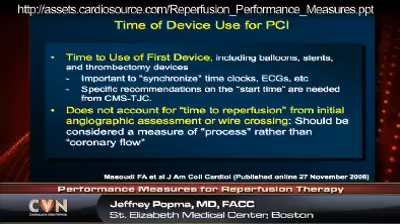 http://assets.cardiosource.com/Reperfusion_Performance_Measures.ppt
Time of Device Use for PCI
• Time to Use of First Device, including balloons, stents,
and thrombectomy devices
- Important to "synchronize" time clocks, ECGs, etc
- Specific recommendations on the "start time" are needed
from CMS-TJC.
• Does not account for "time to reperfusion" from initial
angiographic assessment or wire crossing: Should be
considered a measure of "process" rather than
"coronary flow"
Masoudi FA et al J Am Coll Cardiol (Published online 27 November 2008)
Performance Measures for Reperfusion Therapy
CVN
Jeffrey Popma, MD, FACC
St. Elizabeth Medical Center, Boston